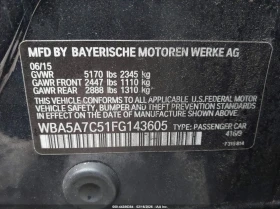 MFD BY BAYERISCHE MOTOREN WERKE AG
06/15
GVWR 5170 lbs 2345 kg
GAWR FRONT 2447 lbs 1110 kg
GAWR REAR 2888 lbs 1310 kg
THIS VEHICLE CONFORMS TO ALL APPLICABLE
FEDERAL MOTOR VEHICLE SAFETY, BUMPER, AND
THEFT PREVENTION STANDARDS IN EFFECT ON
THE DATE OF MANUFACTURE SHOWN ABOVE.
WBA5A7C51FG143605 TYPE: PASSENGER CAR
416/9